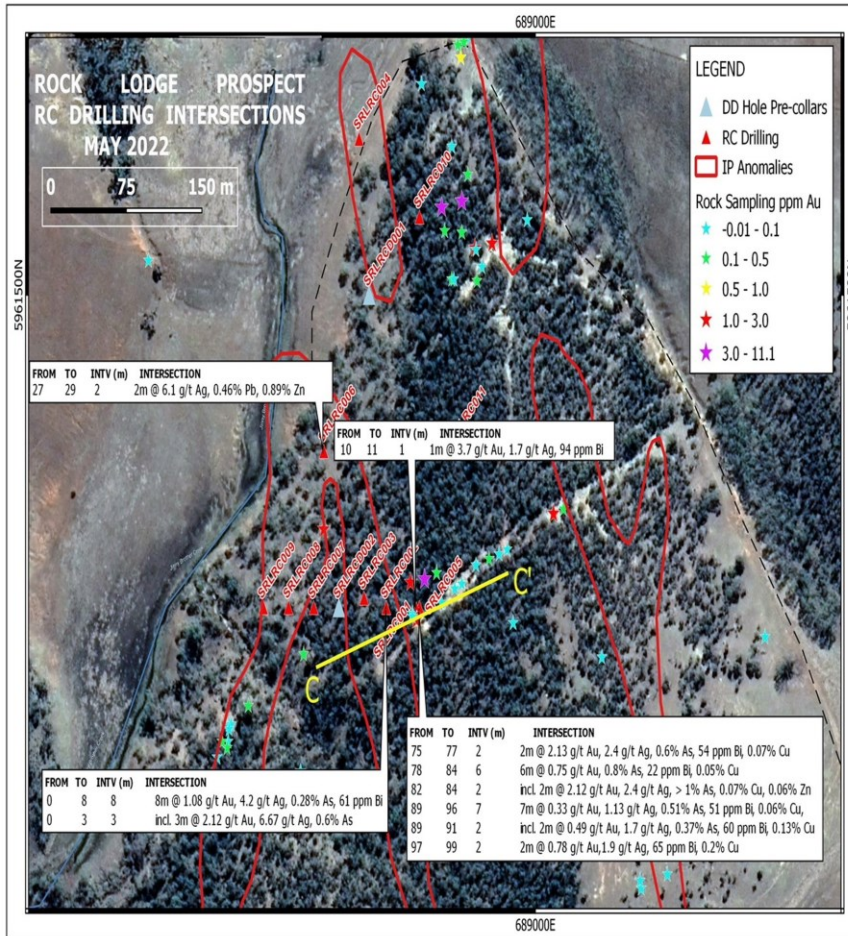 689000E
ROCK LODGE PROSPECT
RC DRILLING INTERSECTIONS
MAY 2022
0 75 150 m
LEGEND
DD Hole Pre-collars
RC Drilling
IP Anomalies
Rock Sampling ppm Au
-0.01 - 0.1
0.1 - 0.5
0.5 - 1.0
1.0 - 3.0
3.0 - 11.1
SRLRC004
SRLRC010
SRLRCD001
5961500N
FROM TO INTV (m) INTERSECTION
27 29 2 2m @ 6.1 g/t Ag, 0.46% Pb, 0.89% Zn
FROM TO INTV (m) INTERSECTION
10 11 1 1m @ 3.7 g/t Au, 1.7 g/t Ag, 94 ppm Bi
SRLRC009
SRLRC008
SRLRC007
SRLRCD002
SRLRC003
SRLRC005
C'
C
FROM TO INTV (m) INTERSECTION
75 77 2 2m @ 2.13 g/t Au, 2.4 g/t Ag, 0.6% As, 54 ppm Bi, 0.07% Cu
78 84 6 6m @ 0.75 g/t Au, 0.8% As, 22 ppm Bi, 0.05% Cu
82 84 2 incl 2m @ 2.12 g/t Au, 2.4 g/t Ag, > 1% As, 0.07% Cu, 0.06% Zn
89 96 7 7m @ 0.33 g/t Au, 1.13 g/t Ag, 0.51% As, 51 ppm Bi, 0.06% Cu,
89 91 2 incl 2m @ 0.49 g/t Au, 1.7 g/t Ag, 0.37% As, 60 ppm Bi, 0.13% Cu
97 99 2 2m @ 0.78 g/t Au,1.9 g/t Ag, 65 ppm Bi, 0.2% Cu
FROM TO INTV (m) INTERSECTION
0 8 8 8m @ 1.08 g/t Au, 4.2 g/t Ag, 0.28% As, 61 ppm Bi
0 3 3 incl. 3m @ 2.12 g/t Au, 6.67 g/t Ag, 0.6% As
689000E